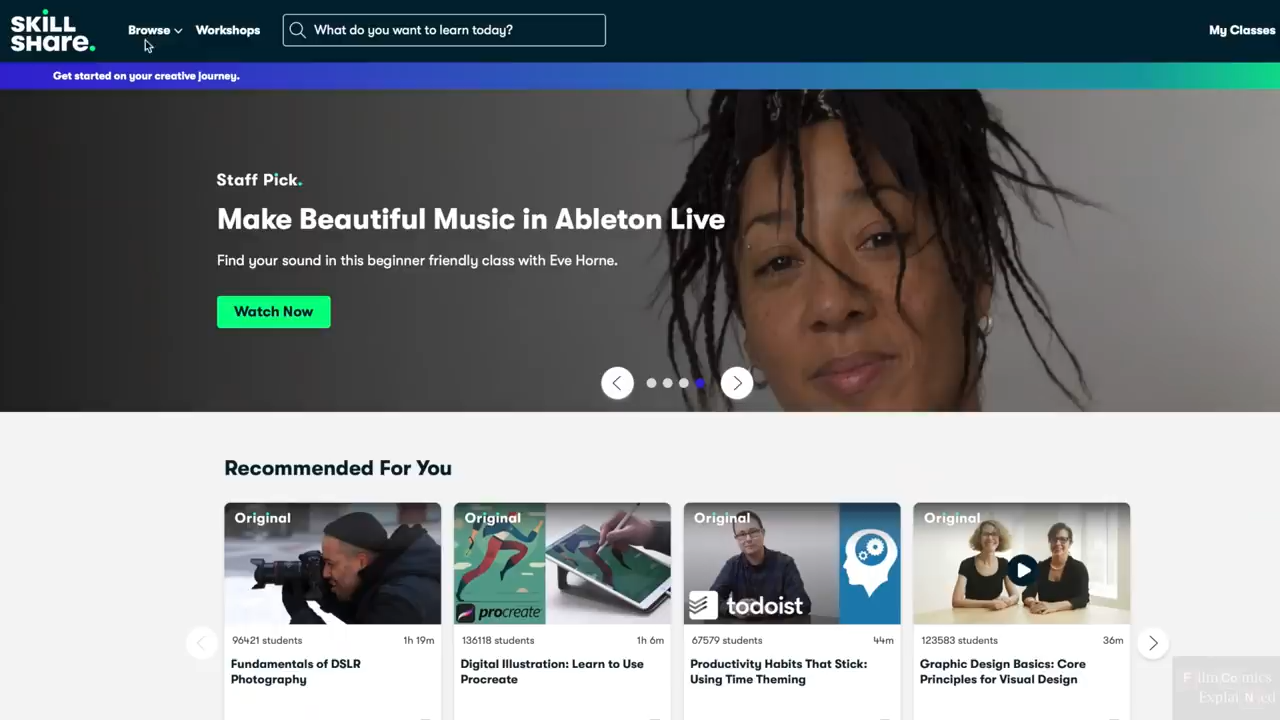 SKiLL
SHare.
Browse
Workshops
What do you want to learn today?
My Classes
Get started on your creative journey.
Staff Pick.
Make Beautiful Music in Ableton Live
Find your sound in this beginner friendly class with Eve Horne.
Watch Now
Recommended For You
Original
Original
Original
Original
procreate
todoist
96421 students
1h 19m
136118 students
1h 6m
67579 students
44m
123583 students
36m
Fundamentals of DSLR
Photography
Digital Illustration: Learn to Use
Procreate
Productivity Habits That Stick:
Using Time Theming
Graphic Design Basics: Core
Principles for Visual Design
Film Comics
Explained